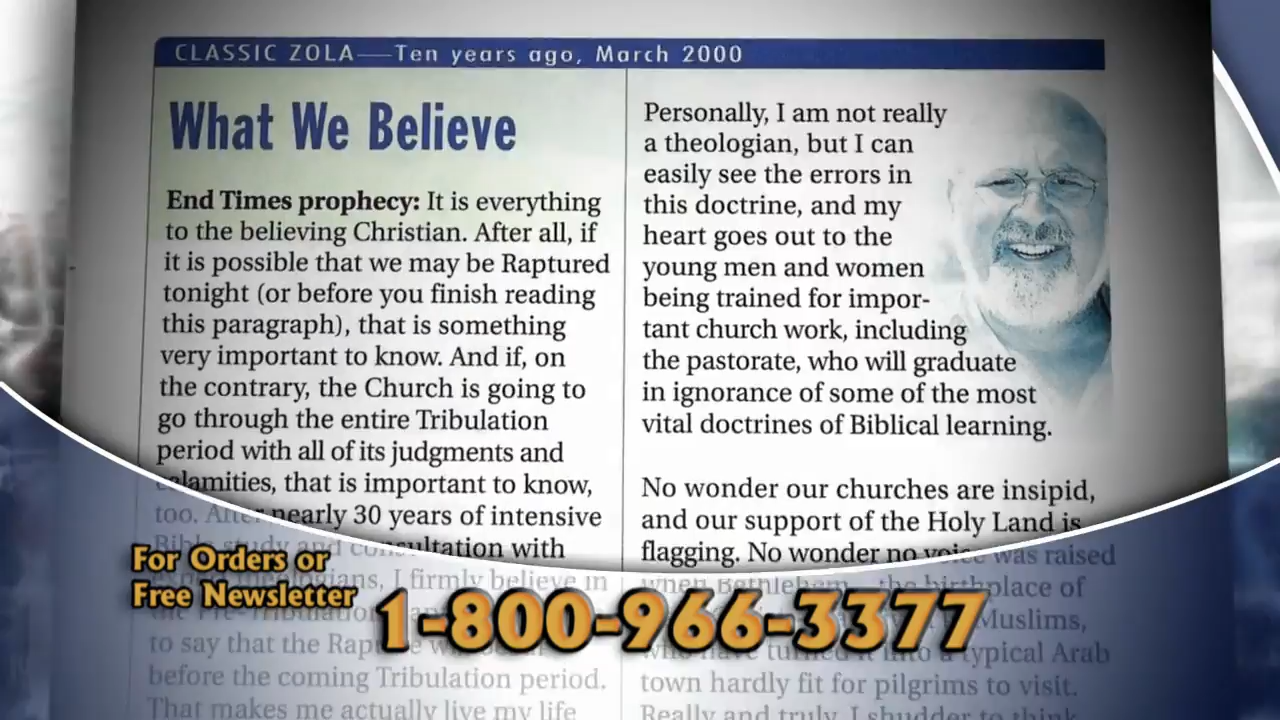 CLASSIC ZOLA—Ten years ago, March 2000
What We Believe
End Times prophecy: It is everything
to the believing Christian. After all, if
it is possible that we may be Raptured
tonight (or before you finish reading
this paragraph), that is something
very important to know. And if, on
the contrary, the Church is going to
go through the entire Tribulation
period with all of its judgments and
calamities, that is important to know,
too. After nearly 30 years of intensive
Bible study and consultation with
theologians, I firmly believe in
to say that the
before the coming Tribulation period.
That makes me actually live my life
Personally, I am not really
a theologian, but I can
easily see the errors in
this doctrine, and my
heart goes out to the
young men and women
being trained for impor-
tant church work, including
the pastorate, who will graduate
in ignorance of some of the most
vital doctrines of Biblical learning.
No wonder our churches are insipid,
and our support of the Holy Land is
flagging. No wonder no voice was raised
when Bethlehem—the birthplace of
Muslims,
who have turned it into a typical Arab
town hardly fit for pilgrims to visit.
Really and truly, I shudder to think
For Orders or
Free Newsletter
1-800-966-3377